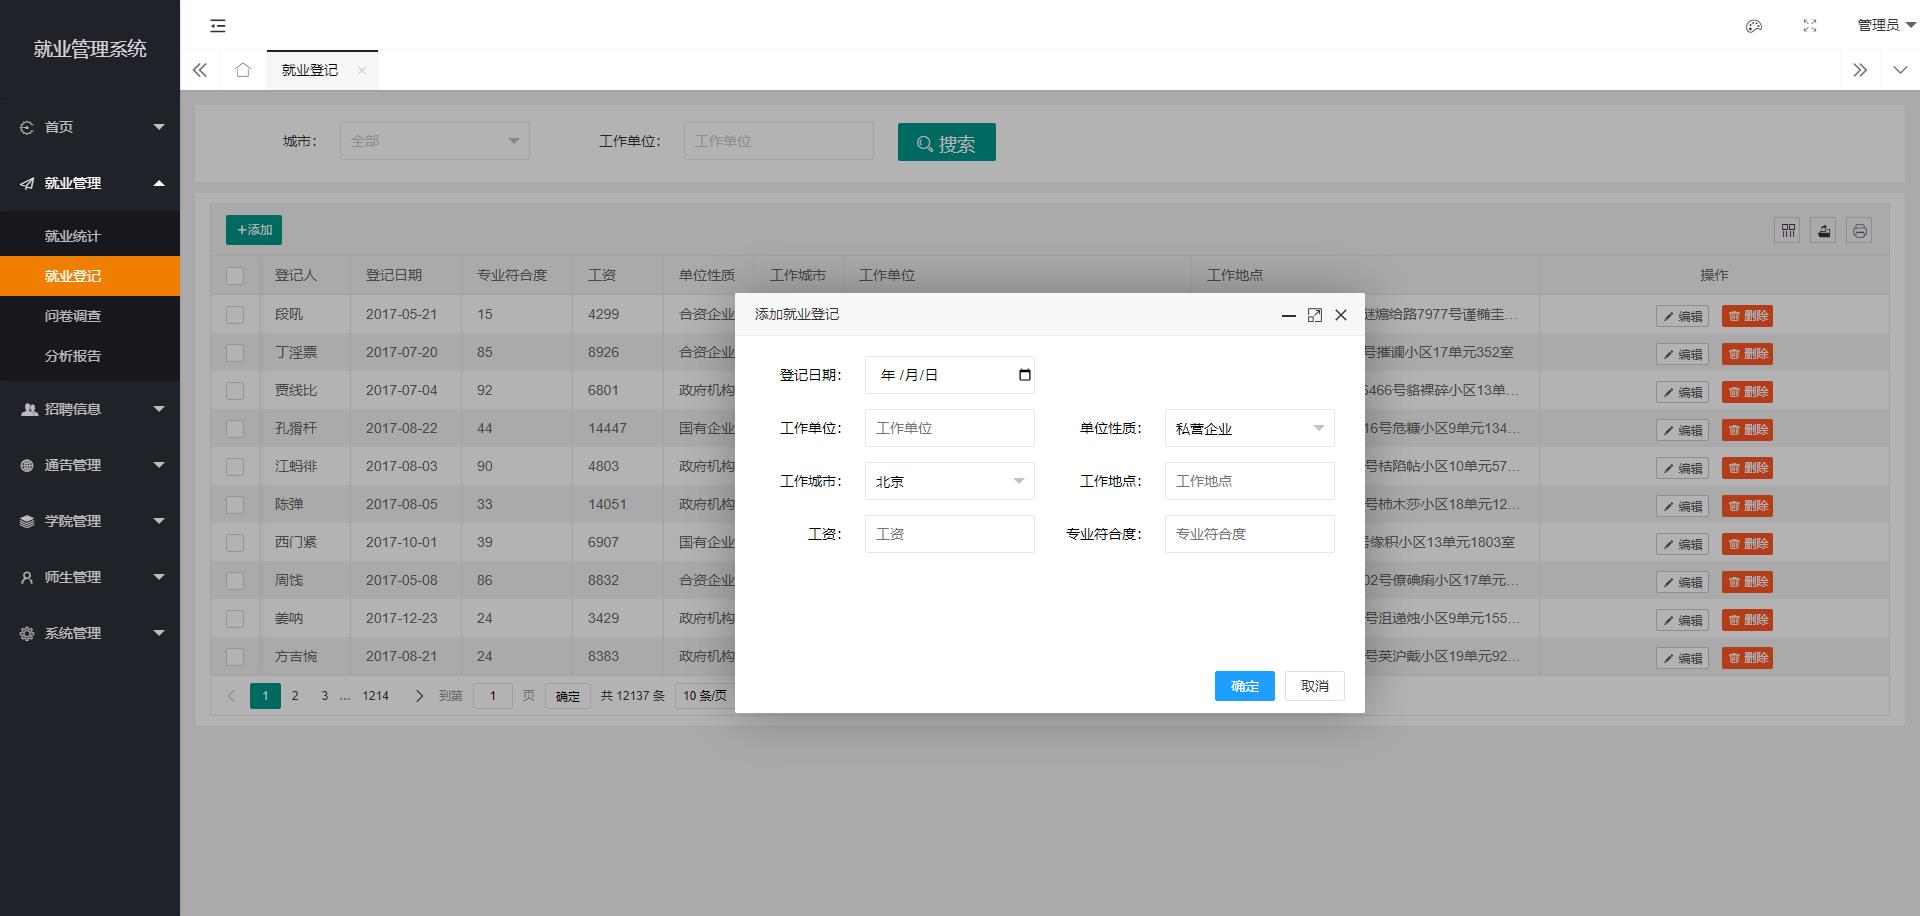 就业管理系统
管理员
首页
就业管理
就业统计
就业登记
问卷调查
分析报告
招聘信息
通告管理
学院管理
师生管理
系统管理
就业登记
城市: 全部 工作单位: 工作单位 搜索
+添加
登记人 登记日期 专业符合度 工资 单位性质 工作城市 工作单位 工作地点 操作
段吼 2017-05-21 15 4299 合资企业 编辑 删除
丁淫票 2017-07-20 85 8926 合资企业 号摧谰小区17单元352室 编辑 删除
贾线比 2017-07-04 92 6801 政府机构 6466号貉裸碎小区13单... 编辑 删除
孔猾杆 2017-08-22 44 14447 国有企业 16号危糠小区9单元134... 编辑 删除
江蚂徘 2017-08-03 90 4803 政府机构 号桔陷帖小区10单元57... 编辑 删除
陈弹 2017-08-05 33 14051 政府机构 号柿木莎小区18单元12... 编辑 删除
西门紧 2017-10-01 39 6907 国有企业 号缘积小区13单元1803室 编辑 删除
周饯 2017-05-08 86 8832 合资企业 02号僚碘痢小区17单元... 编辑 删除
姜呐 2017-12-23 24 3429 政府机构 号沮递烛小区9单元155... 编辑 删除
方吉惋 2017-08-21 24 8383 政府机构 号英沪戴小区19单元92... 编辑 删除
1 2 3 ... 1214 到第 1 页 确定 共 12137 条 10 条/页
添加就业登记
登记日期: 年 /月/日
工作单位: 工作单位 单位性质: 私营企业
工作城市: 北京 工作地点: 工作地点
工资: 工资 专业符合度: 专业符合度
确定 取消